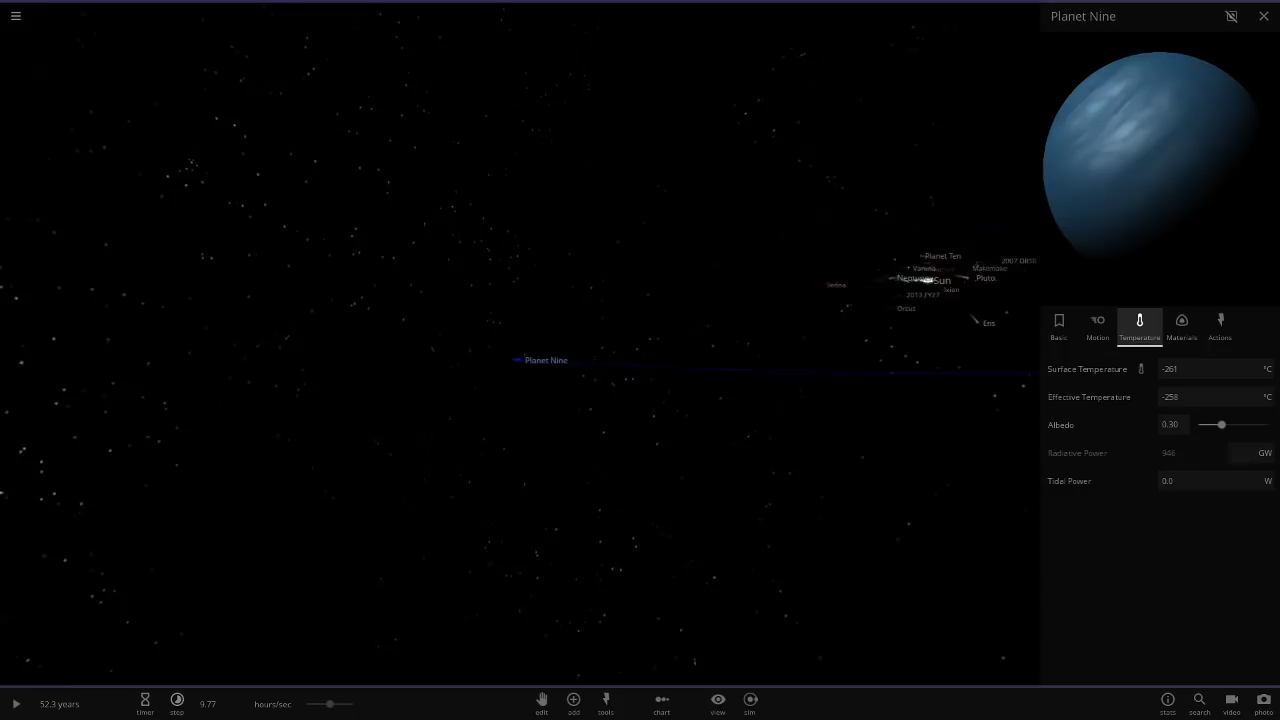 Planet Nine
Planet Ten
2007 OR10
Varuna
Makemake
Neptune
Sun
Pluto
Sedna
Ixion
2013 FY27
Orcus
Eris
Planet Nine
Basic
Motion
Temperature
Materials
Actions
Surface Temperature -261 °C
Effective Temperature -258 °C
Albedo 0.30
Radiative Power 946 GW
Tidal Power 0.0 W
52.3 years
timer
step
9.77
hours/sec
edit
add
tools
chart
view
sim
stats
search
video
photo